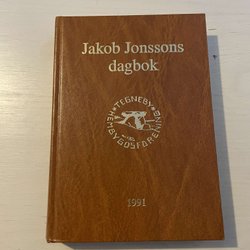 Jakob Jonssons
dagbok
TEGNEBY
HEMBYGDSFÖRENING
1991